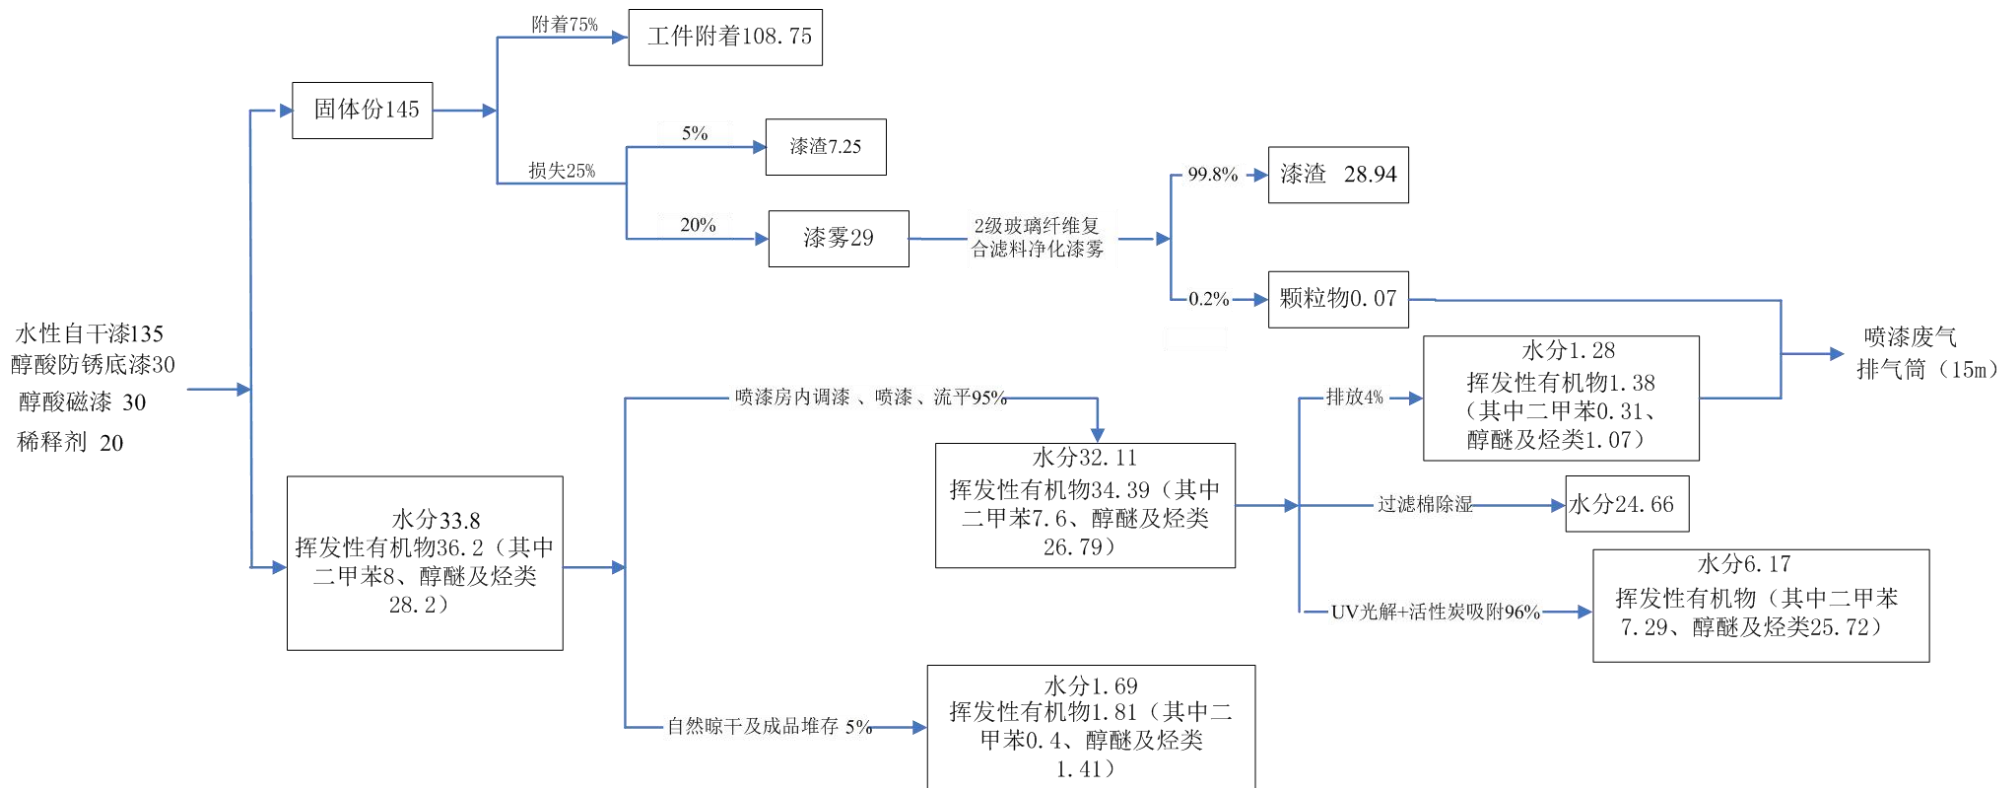 附着75%
工件附着108.75
固体份145
5%
漆渣7.25
损失25%
99.8%
漆渣 28.94
20%
漆雾29
2级玻璃纤维复
合滤料净化漆雾
0.2%
颗粒物0.07
水性自干漆135
醇酸防锈底漆30
醇酸磁漆 30
稀释剂 20
喷漆废气
排气筒（15m）
水分1.28
挥发性有机物1.38
（其中二甲苯0.31、
醇醚及烃类1.07）
排放4%
喷漆房内调漆 、喷漆、流平95%
水分32.11
挥发性有机物34.39（其中
二甲苯7.6、醇醚及烃类
26.79）
过滤棉除湿
水分24.66
水分33.8
挥发性有机物36.2（其中
二甲苯8、醇醚及烃类
28.2）
UV光解+活性炭吸附96%
水分6.17
挥发性有机物（其中二甲苯
7.29、醇醚及烃类25.72）
自然晾干及成品堆存 5%
水分1.69
挥发性有机物1.81（其中二
甲苯0.4、醇醚及烃类
1.41）